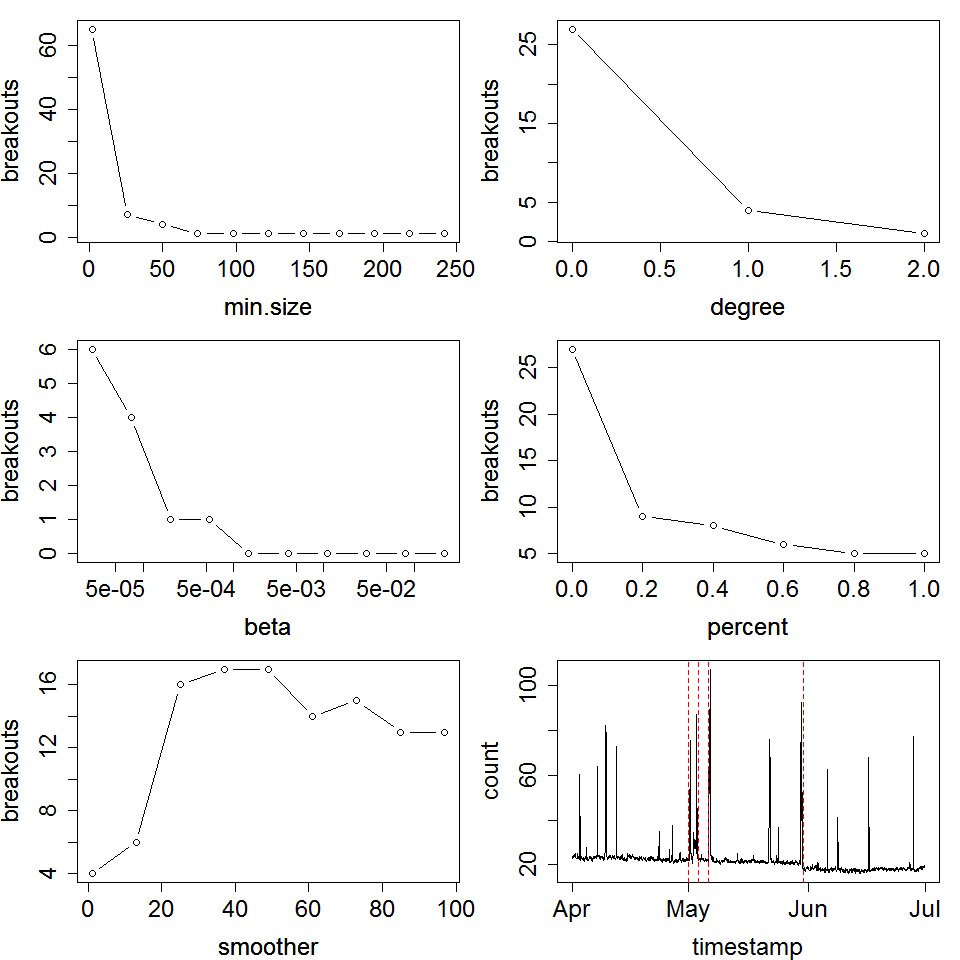 breakouts
0 20 40 60
0 50 100 150 200 250
min.size
breakouts
0 5 15 25
0.0 0.5 1.0 1.5 2.0
degree
breakouts
0 1 2 3 4 5 6
5e-05 5e-04 5e-03 5e-02
beta
breakouts
5 10 15 20 25
0.0 0.2 0.4 0.6 0.8 1.0
percent
breakouts
4 8 12 16
0 20 40 60 80 100
smoother
count
20 60 100
Apr May Jun Jul
timestamp